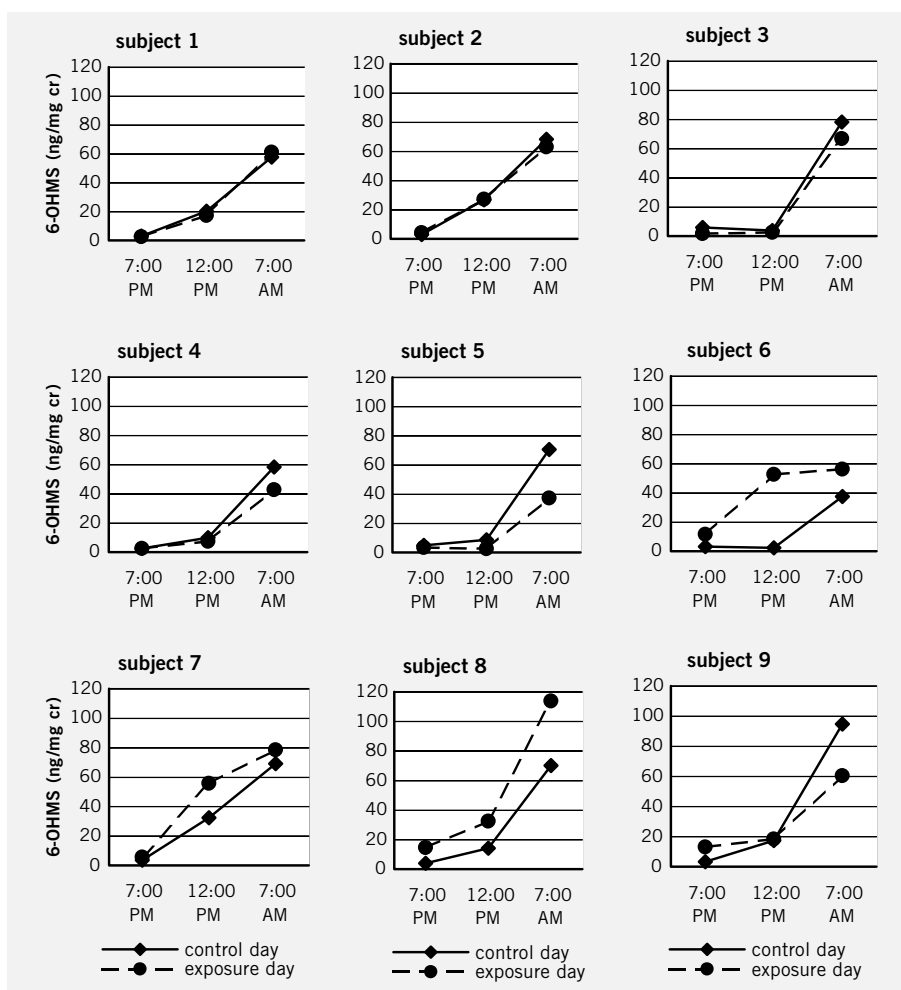 subject 1
subject 2
subject 3
6-OHMS (ng/mg cr)
120
100
80
60
40
20
0
7:00 PM
12:00 PM
7:00 AM
120
100
80
60
40
20
0
7:00 PM
12:00 PM
7:00 AM
120
100
80
60
40
20
0
7:00 PM
12:00 PM
7:00 AM
subject 4
subject 5
subject 6
6-OHMS (ng/mg cr)
120
100
80
60
40
20
0
7:00 PM
12:00 PM
7:00 AM
120
100
80
60
40
20
0
7:00 PM
12:00 PM
7:00 AM
120
100
80
60
40
20
0
7:00 PM
12:00 PM
7:00 AM
subject 7
subject 8
subject 9
6-OHMS (ng/mg cr)
120
100
80
60
40
20
0
7:00 PM
12:00 PM
7:00 AM
120
100
80
60
40
20
0
7:00 PM
12:00 PM
7:00 AM
120
100
80
60
40
20
0
7:00 PM
12:00 PM
7:00 AM
control day
exposure day
control day
exposure day
control day
exposure day